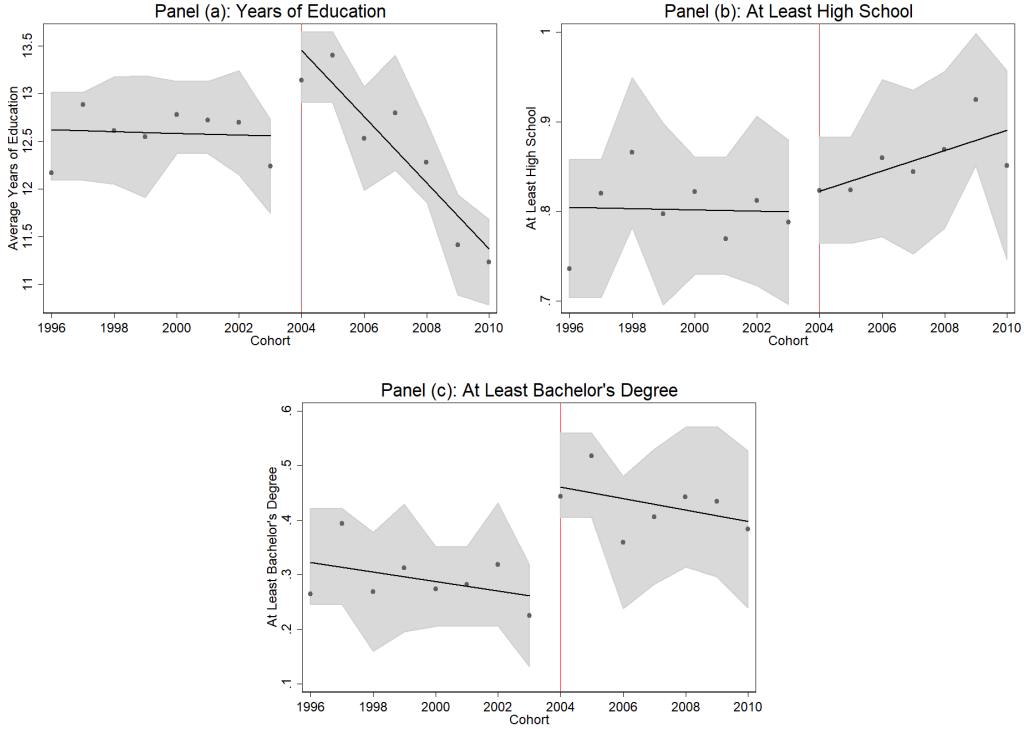 Panel (a): Years of Education
Average Years of Education
13.5
13
12.5
12
11.5
11
1996 1998 2000 2002 2004 2006 2008 2010
Cohort
Panel (b): At Least High School
At Least High School
1
.9
.8
.7
1996 1998 2000 2002 2004 2006 2008 2010
Cohort
Panel (c): At Least Bachelor's Degree
At Least Bachelor's Degree
.6
.5
.4
.3
.2
.1
1996 1998 2000 2002 2004 2006 2008 2010
Cohort